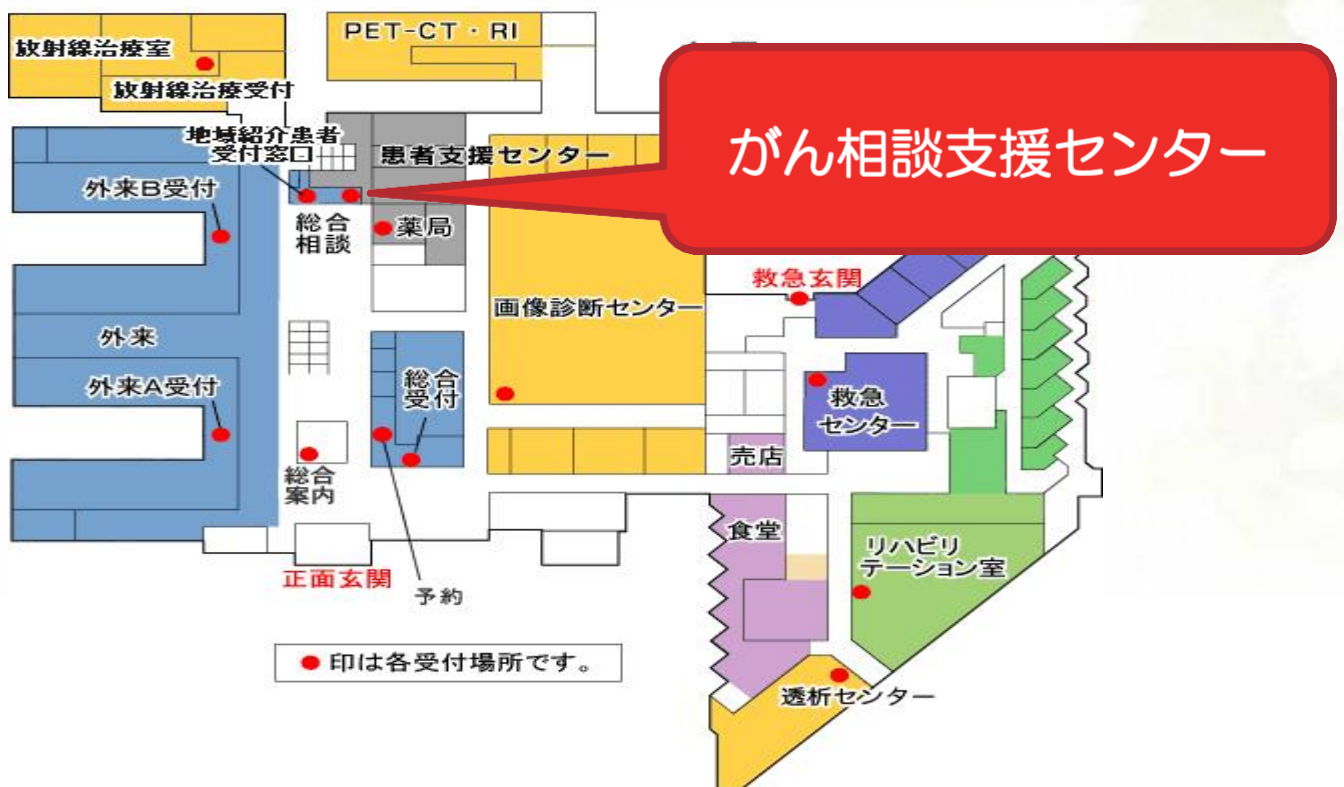 PET-CT・RI
放射線治療室
放射線治療受付
がん相談支援センター
地域紹介患者
受付窓口
患者支援センター
外来B受付
総合
相談
薬局
救急玄関
画像診断センター
外来
外来A受付
総合
受付
救急
センター
売店
総合
案内
食堂
リハビリ
テーション室
正面玄関
予約
●印は各受付場所です。
透析センター